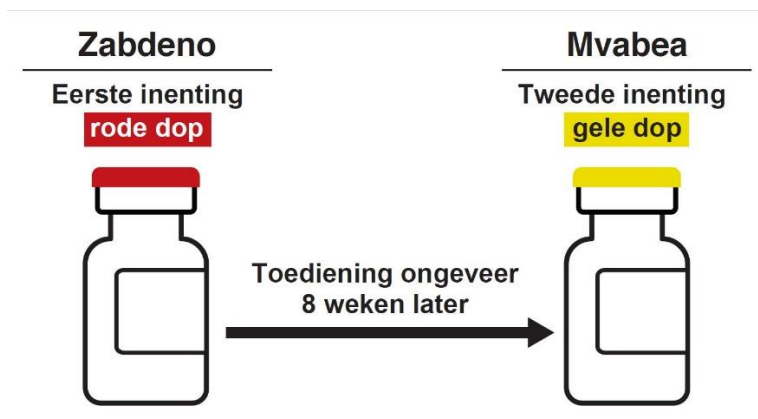 Zabdeno
Eerste inenting
rode dop
Mvabea
Tweede inenting
gele dop
Toediening ongeveer
8 weken later